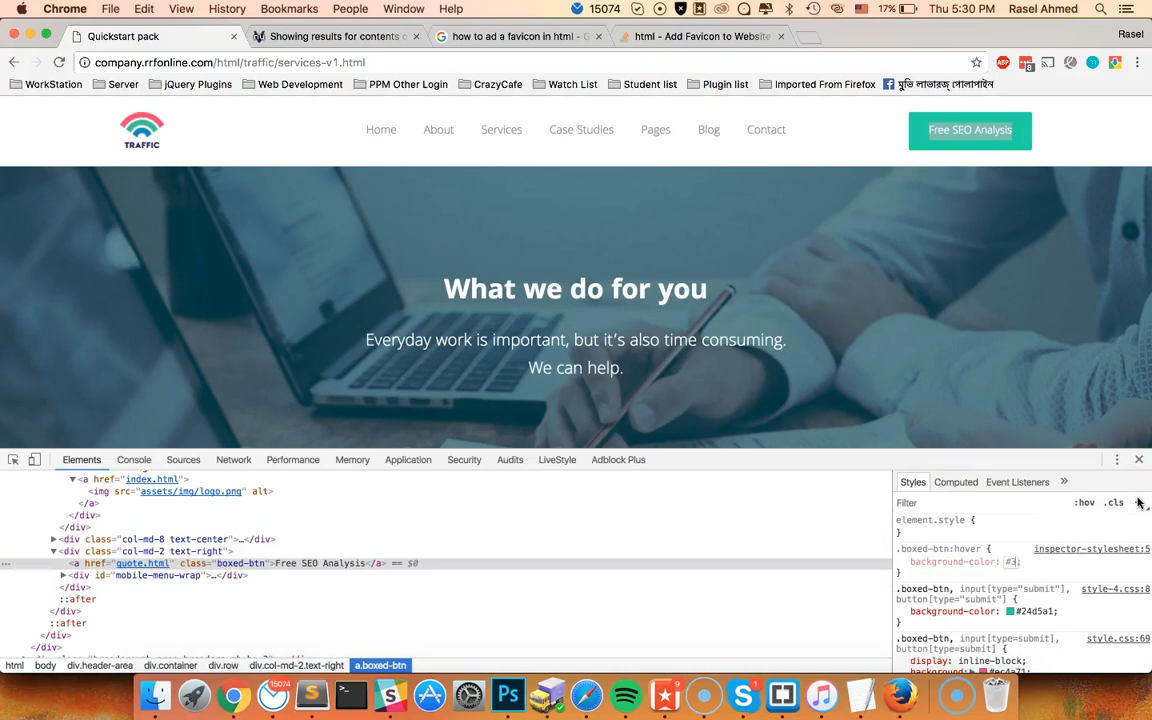 Chrome File Edit View History Bookmarks People Window Help 15074 17% Thu 5:30 PM Rasel Ahmed
Quickstart pack Showing results for contents o how to ad a favicon in html - G html - Add Favicon to Website Rasel
company.rrfonline.com/html/traffic/services-v1.html
WorkStation Server jQuery Plugins Web Development PPM Other Login CrazyCafe Watch List Student list Plugin list Imported From Firefox মুভি লাভারজ্ পোলাপাইন
TRAFFIC Home About Services Case Studies Pages Blog Contact Free SEO Analysis
What we do for you
Everyday work is important, but it's also time consuming.
We can help.
Elements Console Sources Network Performance Memory Application Security Audits LiveStyle Adblock Plus
<a href="index.html">
<img src="assets/img/logo.png" alt>
</a>
</div>
</div>
<div class="col-md-8 text-center">…</div>
<div class="col-md-2 text-right">
<a href="quote.html" class="boxed-btn">Free SEO Analysis</a> == $0
<div id="mobile-menu-wrap">…</div>
</div>
::after
</div>
::after
</div>
</div>
html body div.header-area div.container div.row div.col-md-2.text-right a.boxed-btn
Styles Computed Event Listeners »
Filter :hov .cls
element.style {
}
.boxed-btn:hover { inspector-stylesheet:5
background-color: #3;
}
.boxed-btn, input[type="submit"], style-4.css:8
button[type="submit"] {
background-color: #24d5a1;
}
.boxed-btn, input[type=submit], style.css:69
button[type=submit] {
display: inline-block;
background: #ec4a71;
15074 9 1